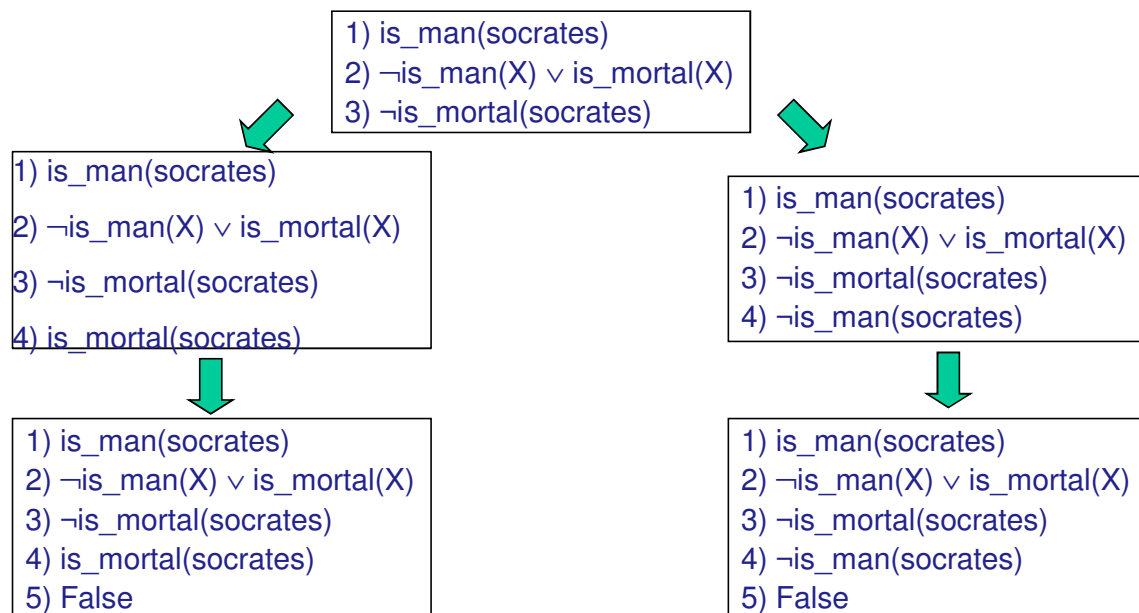 1) is_man(socrates)
2) ¬is_man(X) ∨ is_mortal(X)
3) ¬is_mortal(socrates)
1) is_man(socrates)
2) ¬is_man(X) ∨ is_mortal(X)
3) ¬is_mortal(socrates)
4) is_mortal(socrates)
1) is_man(socrates)
2) ¬is_man(X) ∨ is_mortal(X)
3) ¬is_mortal(socrates)
4) ¬is_man(socrates)
1) is_man(socrates)
2) ¬is_man(X) ∨ is_mortal(X)
3) ¬is_mortal(socrates)
4) is_mortal(socrates)
5) False
1) is_man(socrates)
2) ¬is_man(X) ∨ is_mortal(X)
3) ¬is_mortal(socrates)
4) ¬is_man(socrates)
5) False